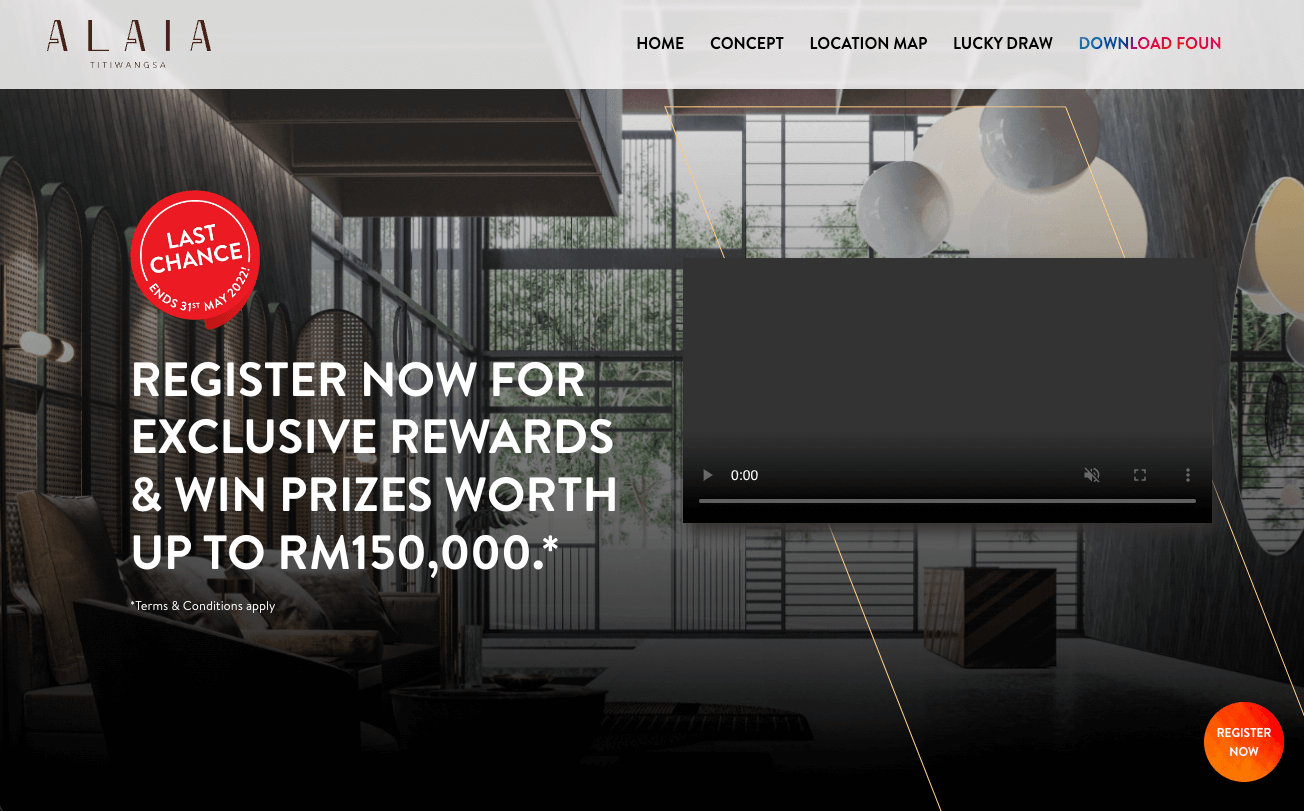 ALAIA
TITIWANGSA
HOME
CONCEPT
LOCATION MAP
LUCKY DRAW
DOWNLOAD FOUN
LAST
CHANCE
ENDS 31ST MAY 2022!
REGISTER NOW FOR
EXCLUSIVE REWARDS
& WIN PRIZES WORTH
UP TO RM150,000.*
*Terms & Conditions apply
0:00
REGISTER
NOW